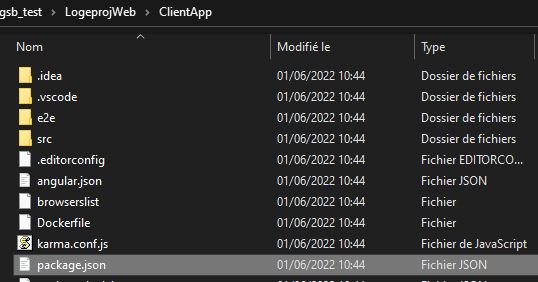 gsb_test > LogeprojWeb > ClientApp
Nom Modifié le Type
.idea 01/06/2022 10:44 Dossier de fichiers
.vscode 01/06/2022 10:44 Dossier de fichiers
e2e 01/06/2022 10:44 Dossier de fichiers
src 01/06/2022 10:44 Dossier de fichiers
.editorconfig 01/06/2022 10:44 Fichier EDITORCO...
angular.json 01/06/2022 10:44 Fichier JSON
browserslist 01/06/2022 10:44 Fichier
Dockerfile 01/06/2022 10:44 Fichier
karma.conf.js 01/06/2022 10:44 Fichier de JavaScript
package.json 01/06/2022 10:44 Fichier JSON